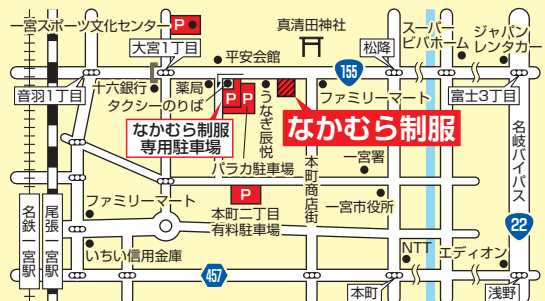 一宮スポーツ文化センター
P
真清田神社
スーパー
ビバホーム
ジャパン
レンタカー
大宮1丁目
平安会館
松降
155
音羽1丁目
十六銀行
タクシーのりば
薬局
P
P
うなぎ辰悦
ファミリーマート
富士3丁目
なかむら制服
専用駐車場
なかむら制服
パラカ駐車場
本町商店街
一宮署
名岐バイパス
P
一宮市役所
ファミリーマート
本町二丁目
有料駐車場
名鉄一宮駅
尾張一宮駅
22
いちい信用金庫
NTT
エディオン
457
本町
浅野